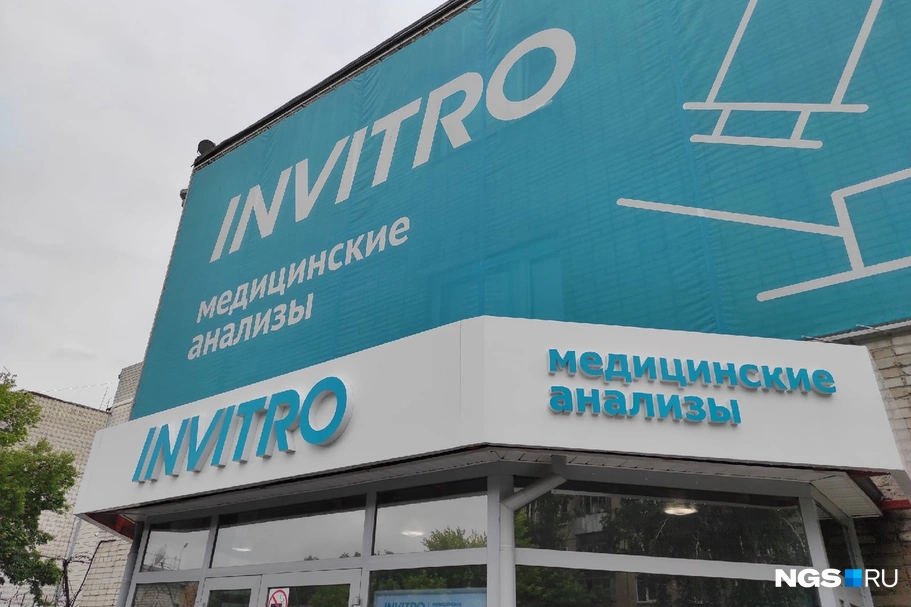 INVITRO
медицинские
анализы
INVITRO
медицинские
анализы
INVITRO
NGS RU